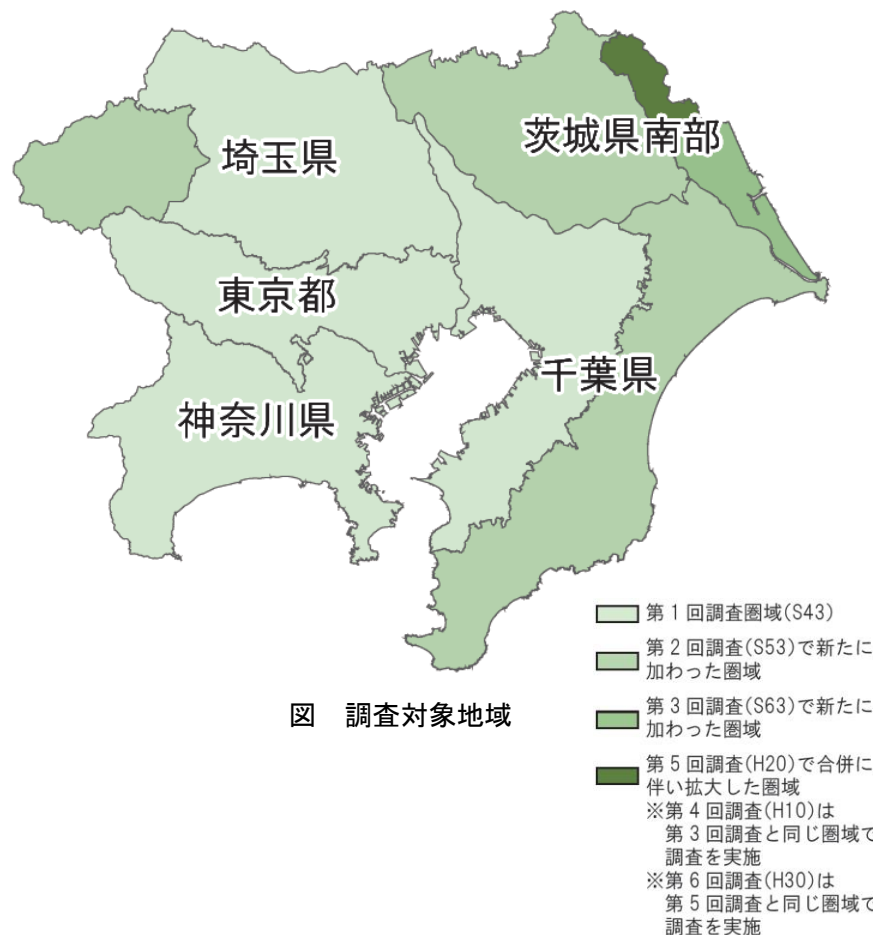 茨城県南部
埼玉県
東京都
千葉県
神奈川県
第1回調査圏域(S43)
第2回調査(S53)で新たに
加わった圏域
図　調査対象地域
第3回調査(S63)で新たに
加わった圏域
第5回調査(H20)で合併に
伴い拡大した圏域
※第4回調査(H10)は
第3回調査と同じ圏域で
調査を実施
※第6回調査(H30)は
第5回調査と同じ圏域で
調査を実施